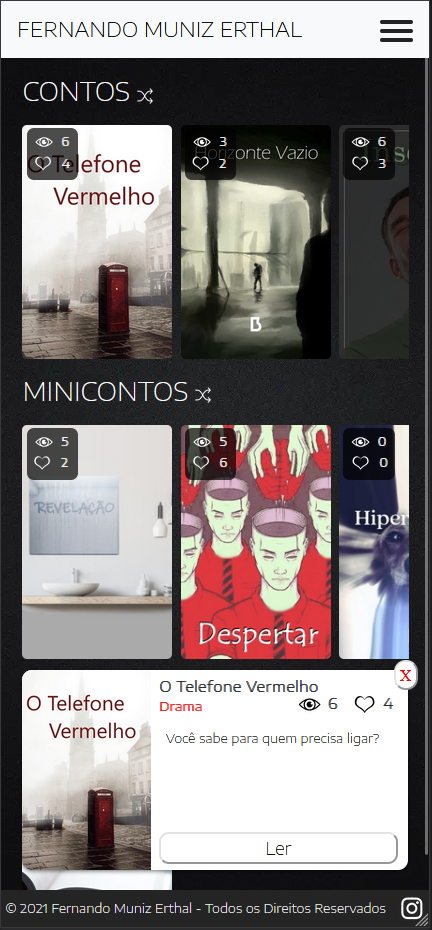 FERNANDO MUNIZ ERTHAL
CONTOS
6
4
O Telefone
Vermelho
3
2
Horizonte Vazio
6
3
MINICONTOS
5
2
REVELAÇÃO
5
6
Despertar
0
0
Hiper
O Telefone
Vermelho
O Telefone Vermelho
Drama
6
4
X
Você sabe para quem precisa ligar?
Ler
© 2021 Fernando Muniz Erthal - Todos os Direitos Reservados